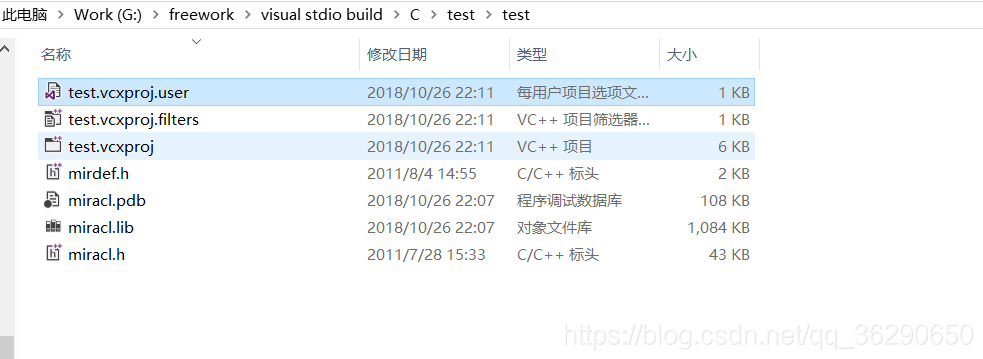 此电脑 > Work (G:) > freework > visual stdio build > C > test > test
名称 修改日期 类型 大小
test.vcxproj.user 2018/10/26 22:11 每用户项目选项文... 1 KB
test.vcxproj.filters 2018/10/26 22:11 VC++ 项目筛选器... 1 KB
test.vcxproj 2018/10/26 22:11 VC++ 项目 6 KB
mirdef.h 2011/8/4 14:55 C/C++ 标头 2 KB
miracl.pdb 2018/10/26 22:07 程序调试数据库 108 KB
miracl.lib 2018/10/26 22:07 对象文件库 1,084 KB
miracl.h 2011/7/28 15:33 C/C++ 标头 43 KB
https://blog.csdn.net/qq_36290650